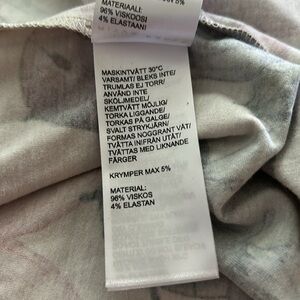 MATERIAALI:
96% VISKOOSI
4% ELASTAANI
MASKINTVÄTT 30°C
VARSAMT/ BLEKS INTE/
TRUMLAS EJ TORR/
ANVÄND INTE
SKÖLJMEDEL/
KEMTVÄTT MÖJLIG/
TORKA LIGGANDE/
TORKAS PÅ GALGE/
SVALT STRYKJÄRN/
FORMAS NOGGRANT VÅT/
TVÄTTA INIFRÅN UTÅT/
TVÄTTAS MED LIKNANDE
FÄRGER
KRYMPER MAX 5%
MATERIAL:
96% VISKOS
4% ELASTAN